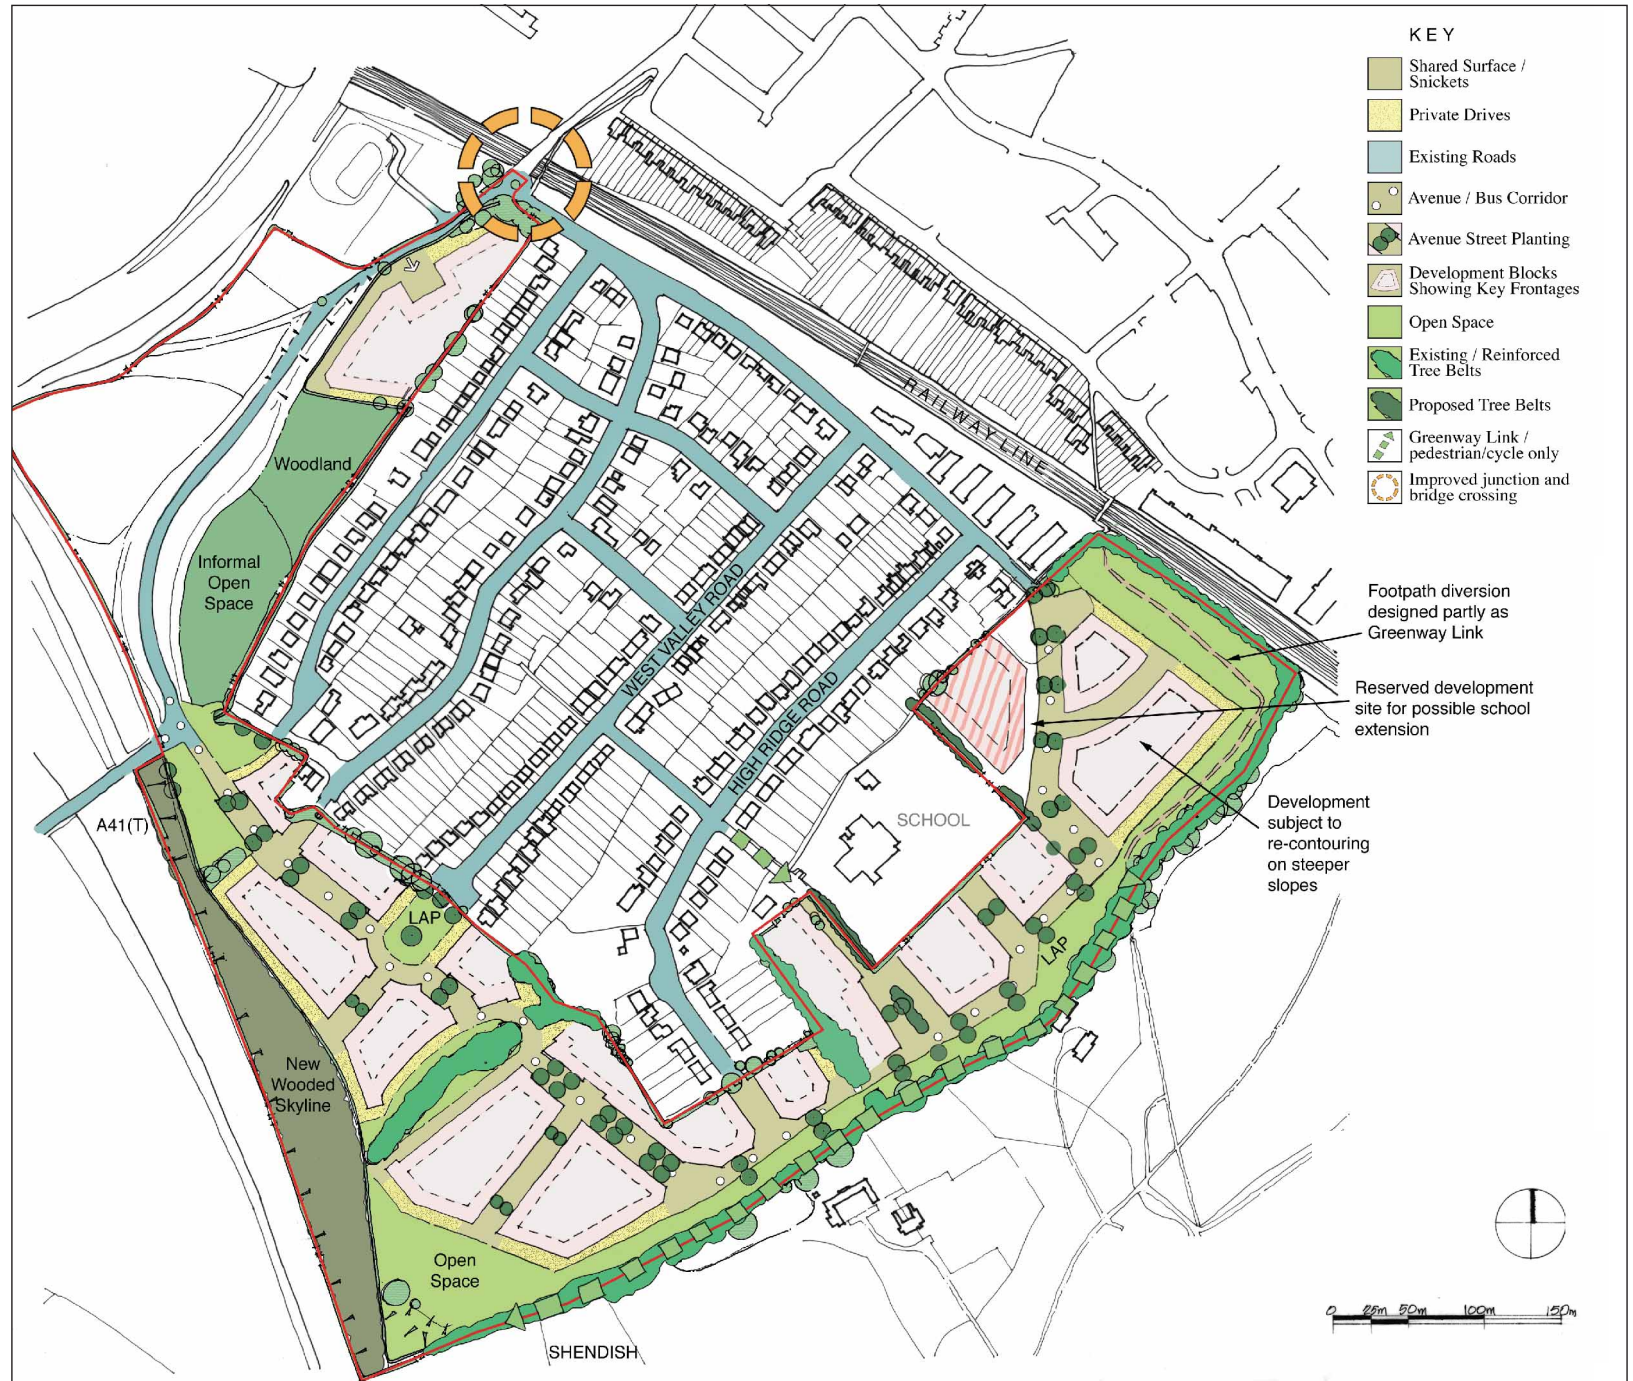 KEY
Shared Surface /
Snickets
Private Drives
Existing Roads
Avenue / Bus Corridor
Avenue Street Planting
Development Blocks
Showing Key Frontages
Open Space
Existing / Reinforced
Tree Belts
Proposed Tree Belts
Greenway Link /
pedestrian/cycle only
Improved junction and
bridge crossing
RAILWAY LINE
Woodland
Informal
Open
Space
WEST VALLEY ROAD
HIGH RIDGE ROAD
Footpath diversion
designed partly as
Greenway Link
Reserved development
site for possible school
extension
Development
subject to
re-contouring
on steeper
slopes
A41(T)
SCHOOL
LAP
LAP
New
Wooded
Skyline
Open
Space
SHENDISH
0 25m 50m 100m 150m